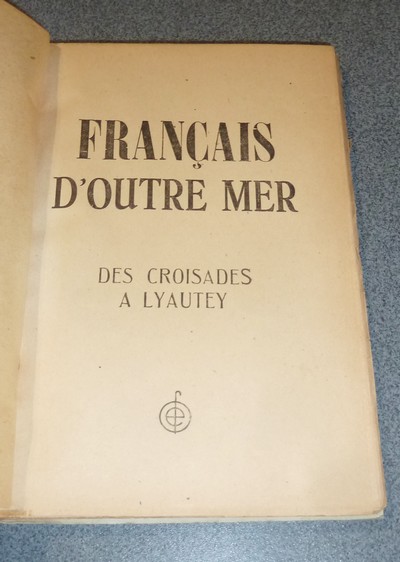 FRANÇAIS
D'OUTRE MER
DES CROISADES
A LYAUTEY